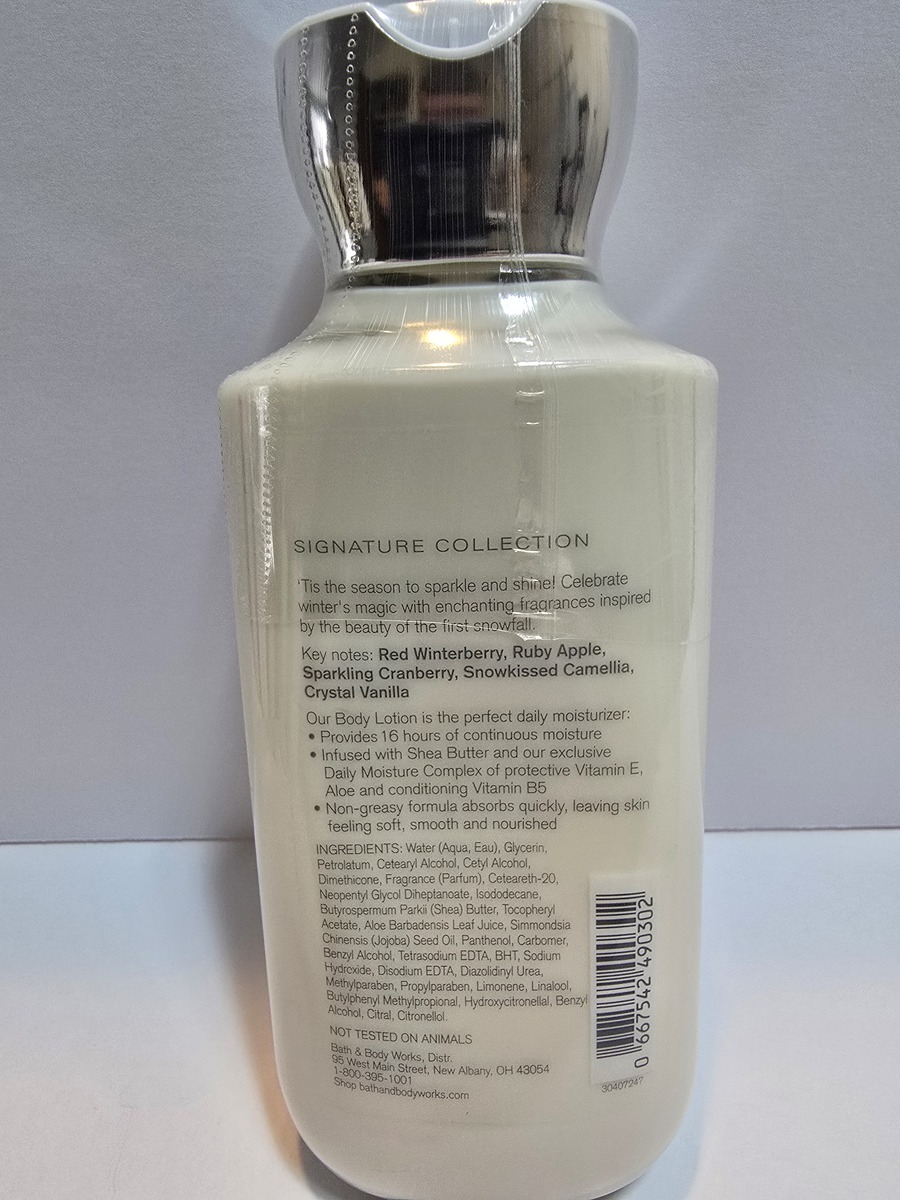 SIGNATURE COLLECTION
'Tis the season to sparkle and shine! Celebrate
winter's magic with enchanting fragrances inspired
by the beauty of the first snowfall.
Key notes: Red Winterberry, Ruby Apple,
Sparkling Cranberry, Snowkissed Camellia,
Crystal Vanilla
Our Body Lotion is the perfect daily moisturizer:
• Provides 16 hours of continuous moisture
• Infused with Shea Butter and our exclusive
Daily Moisture Complex of protective Vitamin E,
Aloe and conditioning Vitamin B5
• Non-greasy formula absorbs quickly, leaving skin
feeling soft, smooth and nourished
INGREDIENTS: Water (Aqua, Eau), Glycerin,
Petrolatum, Cetearyl Alcohol, Cetyl Alcohol,
Dimethicone, Fragrance (Parfum), Ceteareth-20,
Neopentyl Glycol Diheptanoate, Isododecane,
Butyrospermum Parkii (Shea) Butter, Tocopheryl
Acetate, Aloe Barbadensis Leaf Juice, Simmondsia
Chinensis (Jojoba) Seed Oil, Panthenol, Carbomer,
Benzyl Alcohol, Tetrasodium EDTA, BHT, Sodium
Hydroxide, Disodium EDTA, Diazolidinyl Urea,
Methylparaben, Propylparaben, Limonene, Linalool,
Butylphenyl Methylpropional, Hydroxycitronellal, Benzyl
Alcohol, Citral, Citronellol.
NOT TESTED ON ANIMALS
Bath & Body Works, Distr.
95 West Main Street, New Albany, OH 43054
1-800-395-1001
Shop bathandbodyworks.com
0 667542 490302
30407247